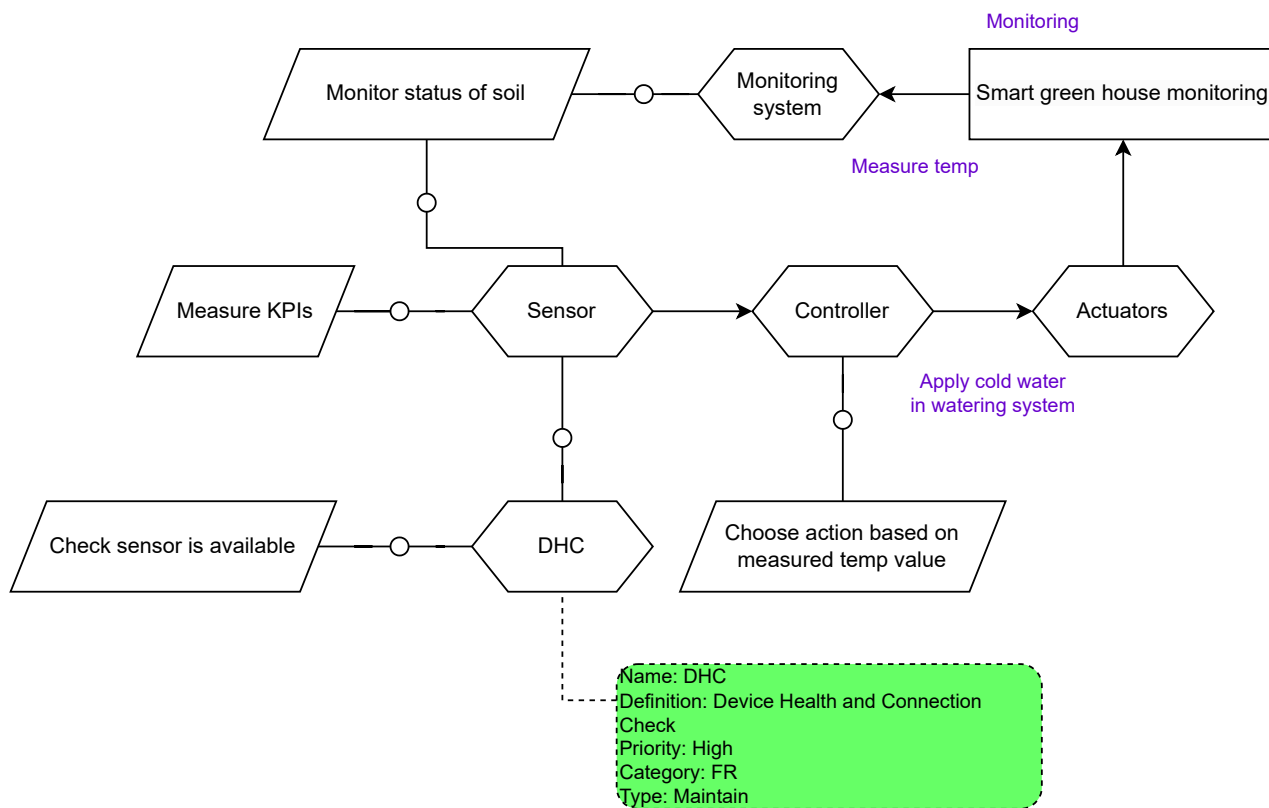 Monitoring
Monitor status of soil
Monitoring
system
Smart green house monitoring
Measure temp
Measure KPIs
Sensor
Controller
Actuators
Apply cold water
in watering system
Check sensor is available
DHC
Choose action based on
measured temp value
Name: DHC
Definition: Device Health and Connection
Check
Priority: High
Category: FR
Type: Maintain